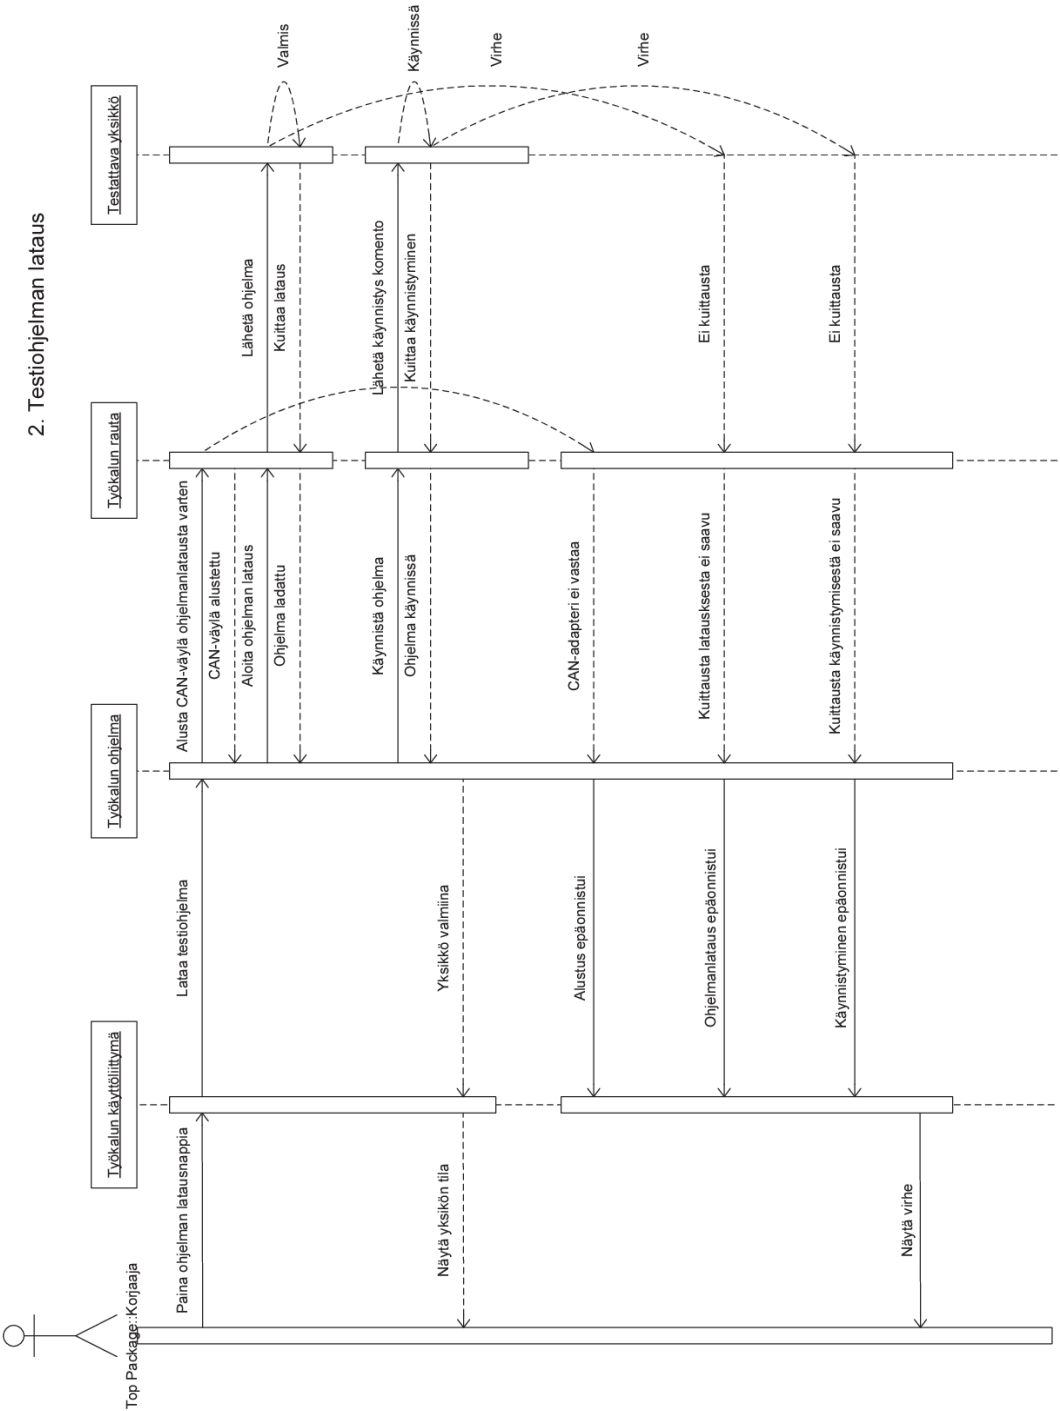 2. Testiohjelman lataus
Top Package::Korjaaja
Työkalun käyttöliittymä
Työkalun ohjelma
Työkalun rauta
Testattava yksikkö
Paina ohjelman latausnappia
Lataa testiohjelma
Alusta CAN-väylä ohjelmanlatausta varten
CAN-väylä alustettu
Aloita ohjelman lataus
Lähetä ohjelma
Valmis
Ohjelma ladattu
Kuittaa lataus
Käynnistä ohjelma
Lähetä käynnistys komento
Käynnissä
Ohjelma käynnissä
Kuittaa käynnistyminen
Näytä yksikön tila
Yksikkö valmiina
Virhe
Alustus epäonnistui
CAN-adapteri ei vastaa
Virhe
Ohjelmanlataus epäonnistui
Kuittausta latausksesta ei saavu
Ei kuittausta
Käynnistyminen epäonnistui
Kuittausta käynnistymisestä ei saavu
Ei kuittausta
Näytä virhe